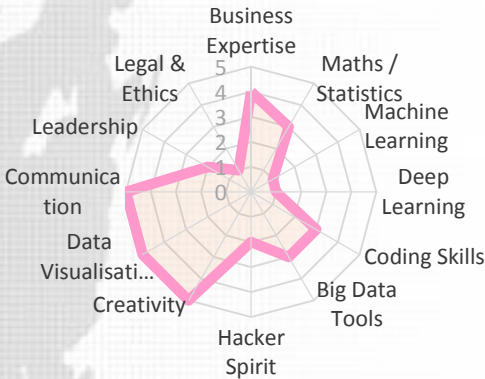 Business
Expertise
Maths /
Statistics
Machine
Learning
Deep
Learning
Coding Skills
Big Data
Tools
Hacker
Spirit
Creativity
Data
Visualisati...
Communica
tion
Leadership
Legal &
Ethics
5
4
3
2
1
0